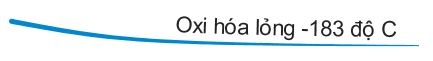 Oxi hóa lỏng -183 độ C